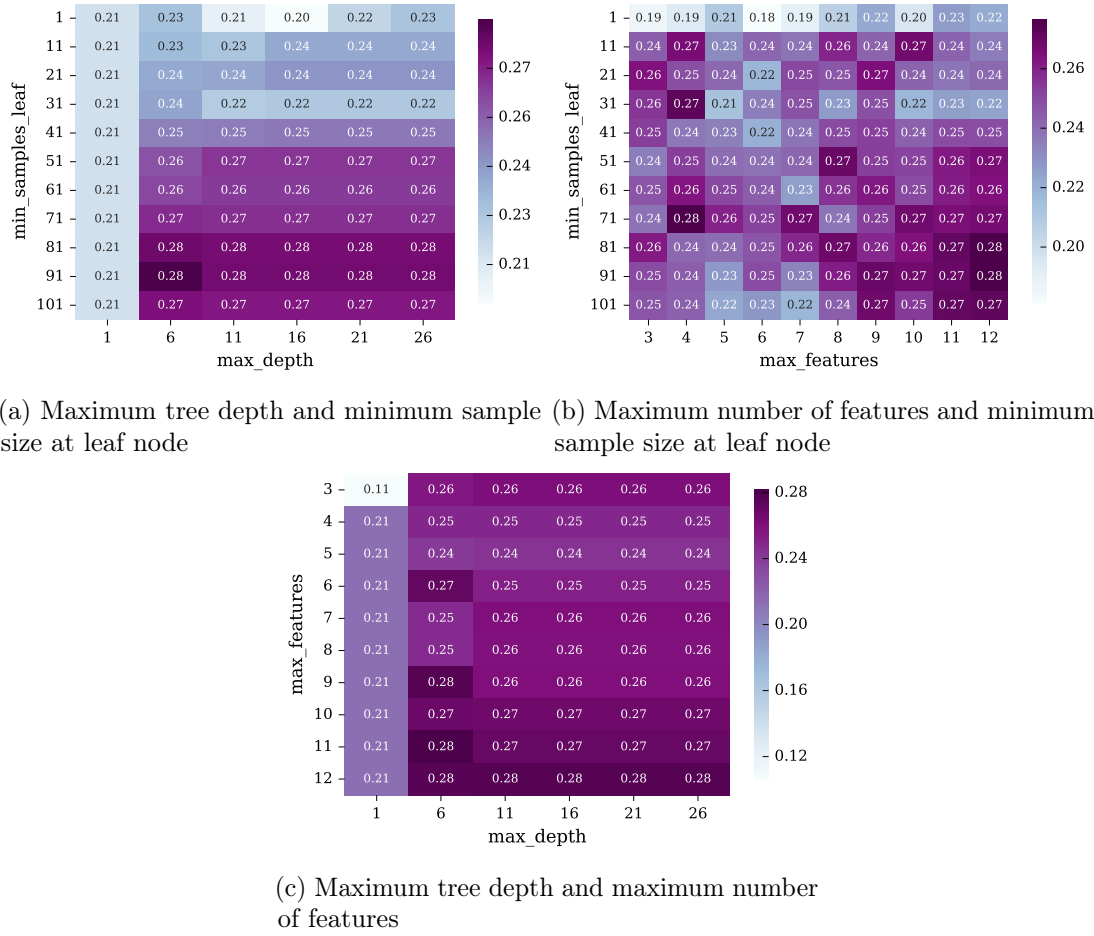 1 0.21 0.23 0.21 0.20 0.22 0.23
11 0.21 0.23 0.23 0.24 0.24 0.24
21 0.21 0.24 0.24 0.24 0.24 0.24
31 0.21 0.24 0.22 0.22 0.22 0.22
41 0.21 0.25 0.25 0.25 0.25 0.25
51 0.21 0.26 0.27 0.27 0.27 0.27
61 0.21 0.26 0.26 0.26 0.26 0.26
71 0.21 0.27 0.27 0.27 0.27 0.27
81 0.21 0.28 0.28 0.28 0.28 0.28
91 0.21 0.28 0.28 0.28 0.28 0.28
101 0.21 0.27 0.27 0.27 0.27 0.27
min_samples_leaf
1 6 11 16 21 26
max_depth
0.27
0.26
0.24
0.23
0.21
1 0.19 0.19 0.21 0.18 0.19 0.21 0.22 0.20 0.23 0.22
11 0.24 0.27 0.23 0.24 0.24 0.26 0.24 0.27 0.24 0.24
21 0.26 0.25 0.24 0.22 0.25 0.25 0.27 0.24 0.24 0.24
31 0.26 0.27 0.21 0.24 0.25 0.23 0.25 0.22 0.23 0.22
41 0.25 0.24 0.23 0.22 0.24 0.25 0.25 0.24 0.25 0.25
51 0.24 0.25 0.24 0.24 0.24 0.27 0.25 0.25 0.26 0.27
61 0.25 0.26 0.25 0.24 0.23 0.26 0.26 0.25 0.26 0.26
71 0.24 0.28 0.26 0.25 0.27 0.24 0.25 0.27 0.27 0.27
81 0.26 0.24 0.24 0.25 0.26 0.27 0.26 0.26 0.27 0.28
91 0.25 0.24 0.23 0.25 0.23 0.26 0.27 0.27 0.27 0.28
101 0.25 0.24 0.22 0.23 0.22 0.24 0.27 0.25 0.27 0.27
min_samples_leaf
3 4 5 6 7 8 9 10 11 12
max_features
0.26
0.24
0.22
0.20
(a) Maximum tree depth and minimum sample
size at leaf node
(b) Maximum number of features and minimum
sample size at leaf node
3 0.11 0.26 0.26 0.26 0.26 0.26
4 0.21 0.25 0.25 0.25 0.25 0.25
5 0.21 0.24 0.24 0.24 0.24 0.24
6 0.21 0.27 0.25 0.25 0.25 0.25
7 0.21 0.25 0.26 0.26 0.26 0.26
8 0.21 0.25 0.26 0.26 0.26 0.26
9 0.21 0.28 0.26 0.26 0.26 0.26
10 0.21 0.27 0.27 0.27 0.27 0.27
11 0.21 0.28 0.27 0.27 0.27 0.27
12 0.21 0.28 0.28 0.28 0.28 0.28
max_features
1 6 11 16 21 26
max_depth
0.28
0.24
0.20
0.16
0.12
(c) Maximum tree depth and maximum number
of features